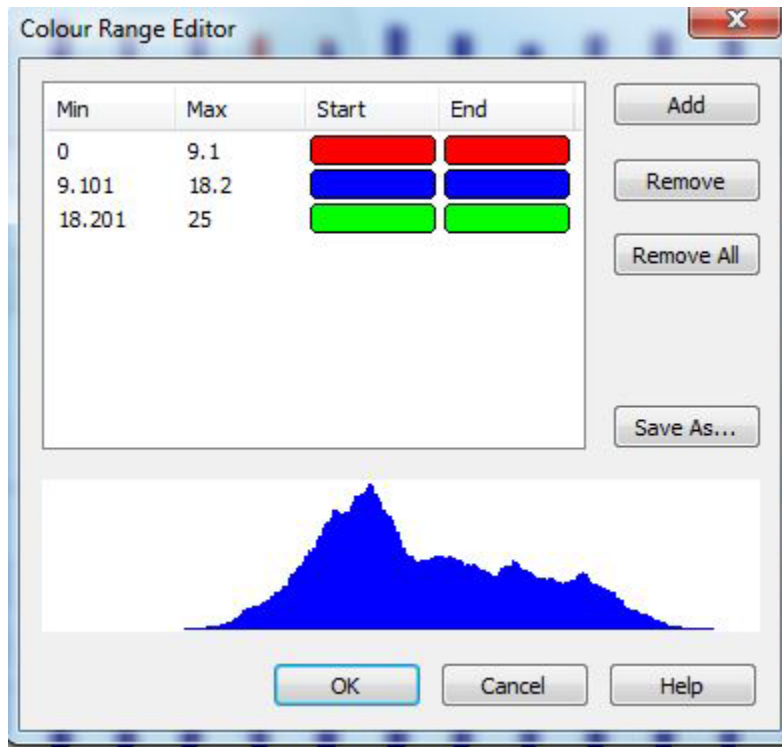 Colour Range Editor
Min Max Start End
0 9.1
9.101 18.2
18.201 25
Add
Remove
Remove All
Save As...
OK Cancel Help